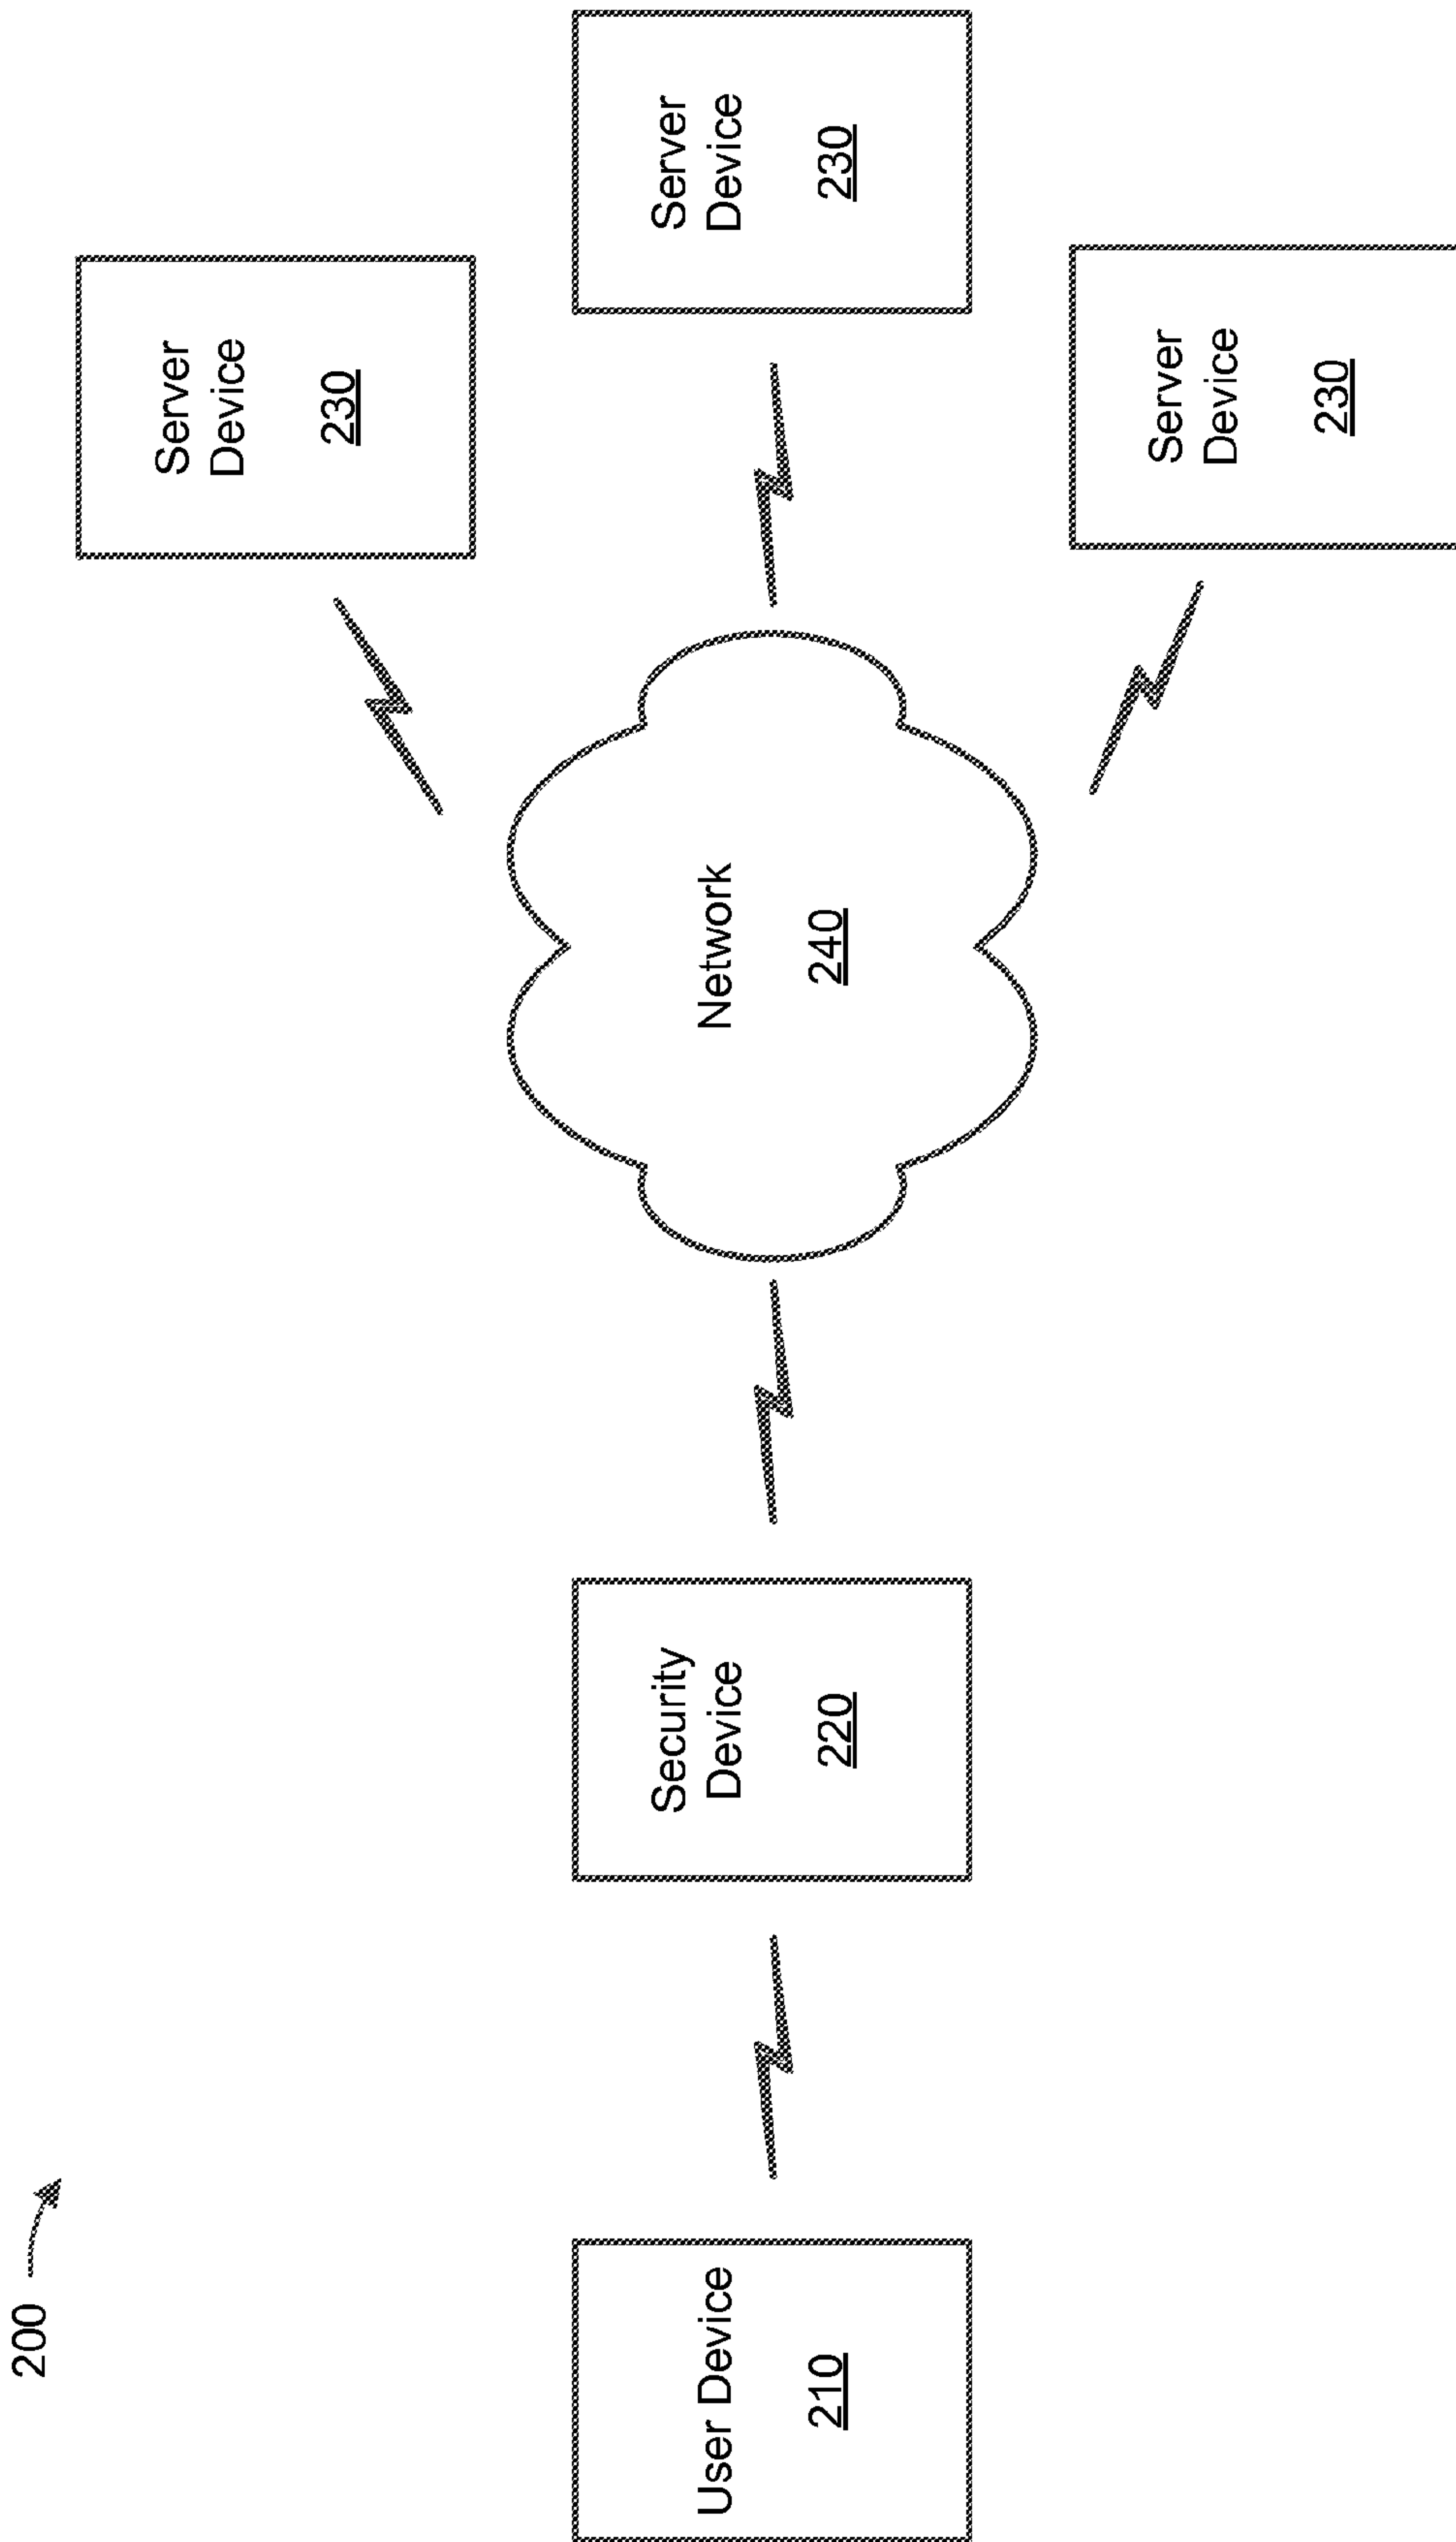 200
User Device
210
Security
Device
220
Network
240
Server
Device
230
Server
Device
230
Server
Device
230